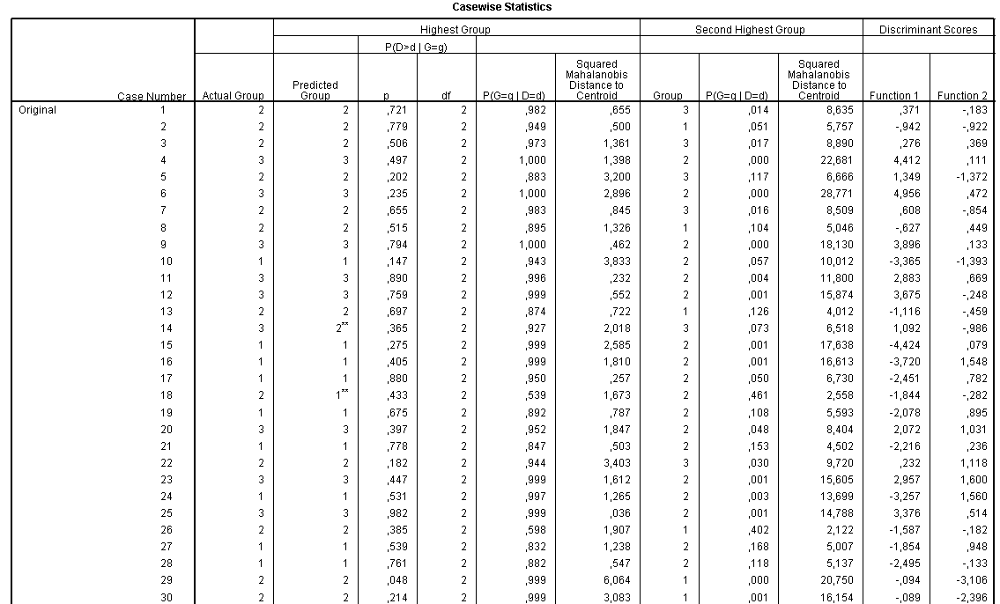 Casewise Statistics
Highest Group Second Highest Group Discriminant Scores
P(D>d | G=g)
Case Number Actual Group Predicted Group p df P(G=g | D=d) Squared Mahalanobis Distance to Centroid Group P(G=g | D=d) Squared Mahalanobis Distance to Centroid Function 1 Function 2
Original 1 2 2 ,721 2 ,982 ,655 3 ,014 8,635 ,371 -,183
2 2 2 ,779 2 ,949 ,500 1 ,051 5,757 -,942 -,922
3 2 2 ,506 2 ,973 1,361 3 ,017 8,890 ,276 ,369
4 3 3 ,497 2 1,000 1,398 2 ,000 22,681 4,412 ,111
5 2 2 ,202 2 ,883 3,200 3 ,117 6,666 1,349 -1,372
6 3 3 ,235 2 1,000 2,896 2 ,000 28,771 4,956 ,472
7 2 2 ,655 2 ,983 ,845 3 ,016 8,509 ,608 -,854
8 2 2 ,515 2 ,895 1,326 1 ,104 5,046 -,627 ,449
9 3 3 ,794 2 1,000 ,462 2 ,000 18,130 3,896 ,133
10 1 1 ,147 2 ,943 3,833 2 ,057 10,012 -3,365 -1,393
11 3 3 ,890 2 ,996 ,232 2 ,004 11,800 2,883 ,669
12 3 3 ,759 2 ,999 ,552 2 ,001 15,874 3,675 -,248
13 2 2 ,697 2 ,874 ,722 1 ,126 4,012 -1,116 -,459
14 3 2** ,365 2 ,927 2,018 3 ,073 6,518 1,092 -,986
15 1 1 ,275 2 ,999 2,585 2 ,001 17,638 -4,424 ,079
16 1 1 ,405 2 ,999 1,810 2 ,001 16,613 -3,720 1,548
17 1 1 ,880 2 ,950 ,257 2 ,050 6,730 -2,451 ,782
18 2 1** ,433 2 ,539 1,673 2 ,461 2,558 -1,844 -,282
19 1 1 ,675 2 ,892 ,787 2 ,108 5,593 -2,078 ,895
20 3 3 ,397 2 ,952 1,847 2 ,048 8,404 2,072 1,031
21 1 1 ,778 2 ,847 ,503 2 ,153 4,502 -2,216 ,236
22 2 2 ,182 2 ,944 3,403 3 ,030 9,720 ,232 1,118
23 3 3 ,447 2 ,999 1,612 2 ,001 15,605 2,957 1,600
24 1 1 ,531 2 ,997 1,265 2 ,003 13,699 -3,257 1,560
25 3 3 ,982 2 ,999 ,036 2 ,001 14,788 3,376 ,514
26 2 2 ,385 2 ,598 1,907 1 ,402 2,122 -1,587 -,182
27 1 1 ,539 2 ,832 1,238 2 ,168 5,007 -1,854 ,948
28 1 1 ,761 2 ,882 ,547 2 ,118 5,137 -2,495 -,133
29 2 2 ,048 2 ,999 6,064 1 ,000 20,750 -,094 -3,106
30 2 2 ,214 2 ,999 3,083 1 ,001 16,154 -,089 -2,396